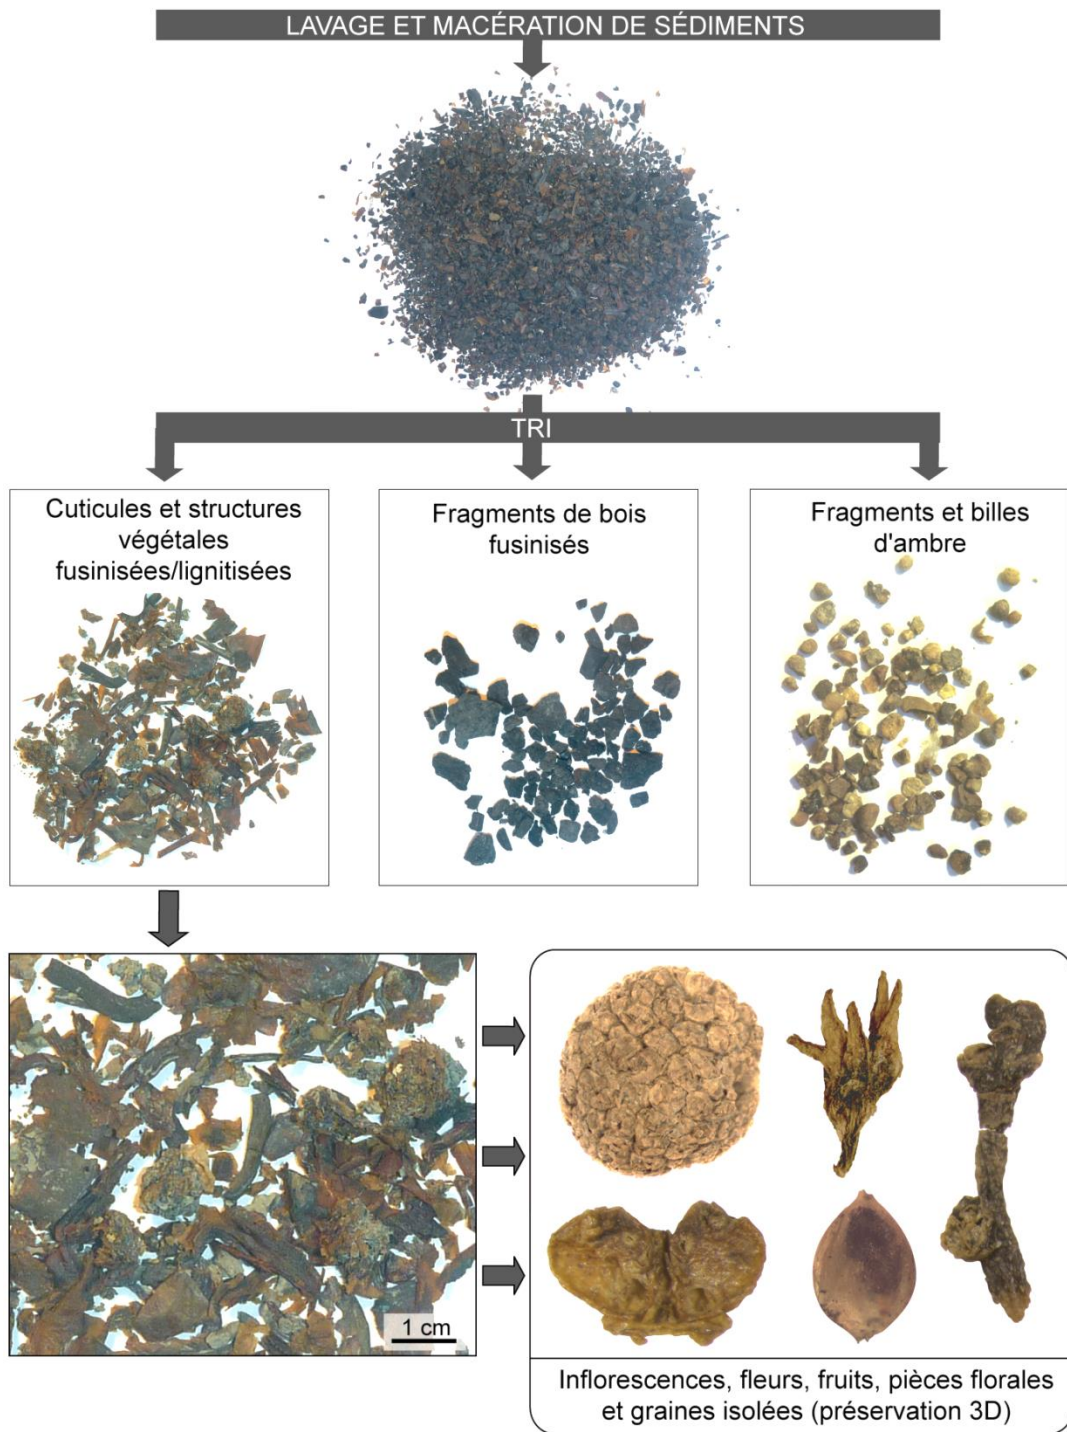 LAVAGE ET MACÉRATION DE SÉDIMENTS
TRI
Cuticules et structures
végétales
fusinisées/lignitisées
Fragments de bois
fusinisés
Fragments et billes
d'ambre
1 cm
Inflorescences, fleurs, fruits, pièces florales
et graines isolées (préservation 3D)